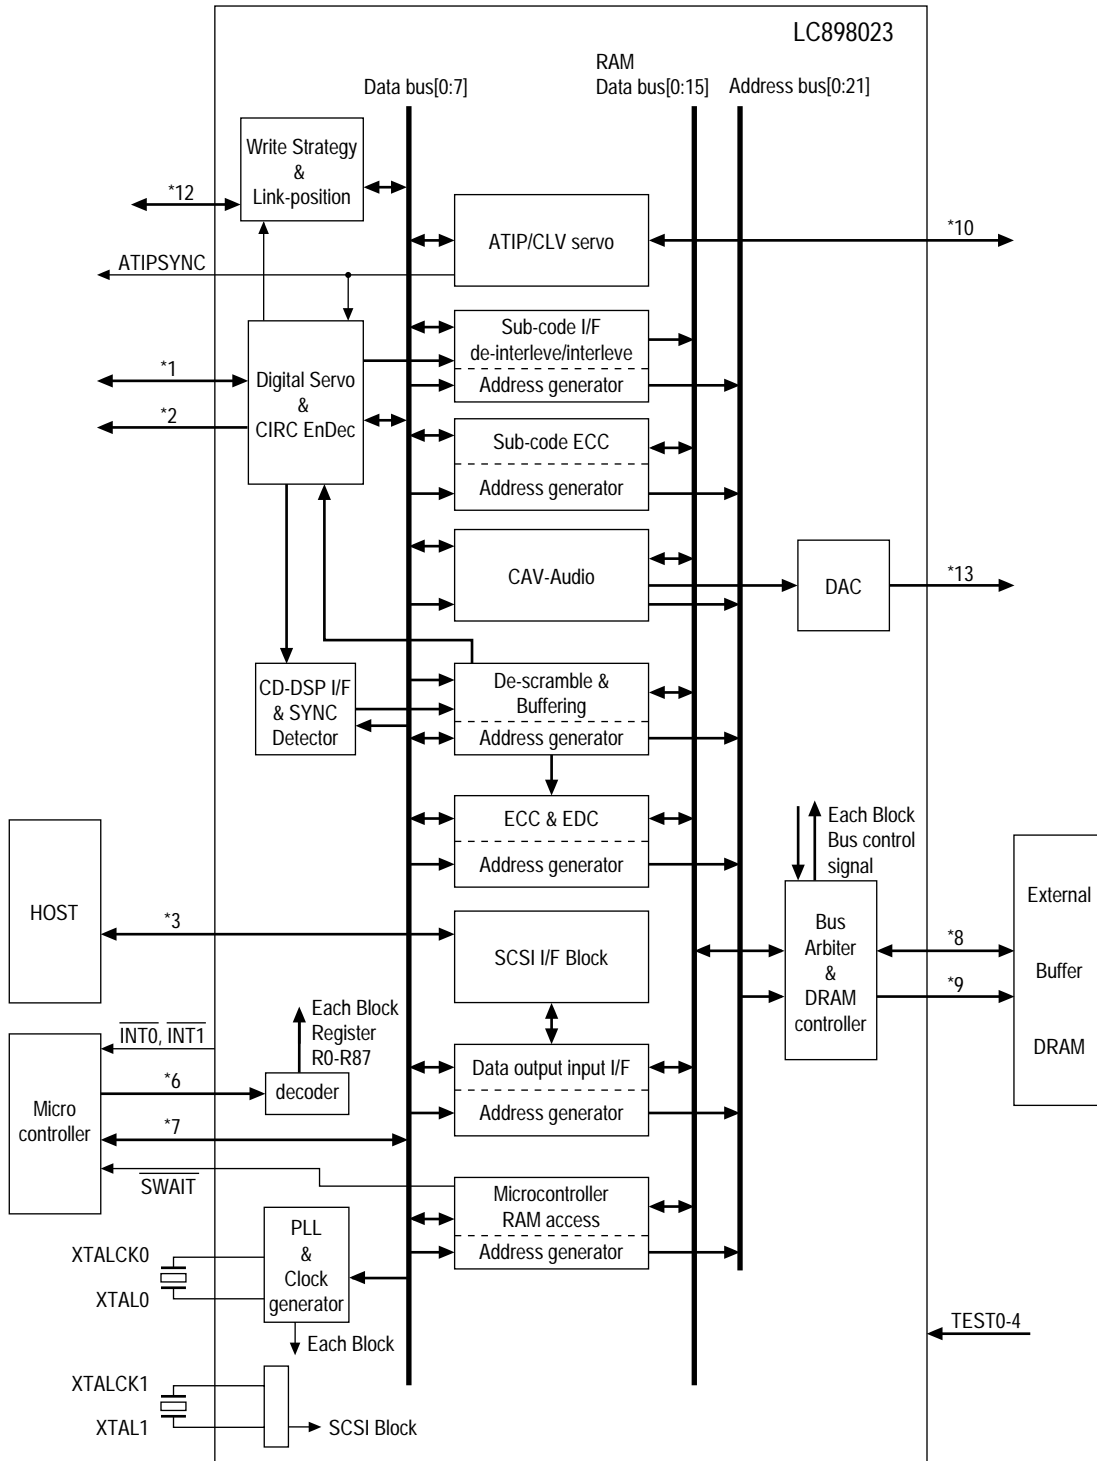 LC898023
RAM
Data bus[0:7]
Data bus[0:15]
Address bus[0:21]
Write Strategy
&
Link-position
*12
ATIP/CLV servo
*10
ATIPSYNC
Sub-code I/F
de-interleve/interleve
Address generator
*1
Digital Servo
&
CIRC EnDec
*2
Sub-code ECC
Address generator
CAV-Audio
DAC
*13
CD-DSP I/F
& SYNC
Detector
De-scramble &
Buffering
Address generator
ECC & EDC
Address generator
Each Block
Bus control
signal
HOST
*3
SCSI I/F Block
Bus
Arbiter
&
DRAM
controller
*8
*9
External
Buffer
DRAM
Each Block
Register
R0-R87
INT0, INT1
Micro
controller
*6
decoder
*7
Data output input I/F
Address generator
SWAIT
Microcontroller
RAM access
Address generator
XTALCK0
XTAL0
PLL
&
Clock
generator
Each Block
TEST0-4
XTALCK1
XTAL1
SCSI Block